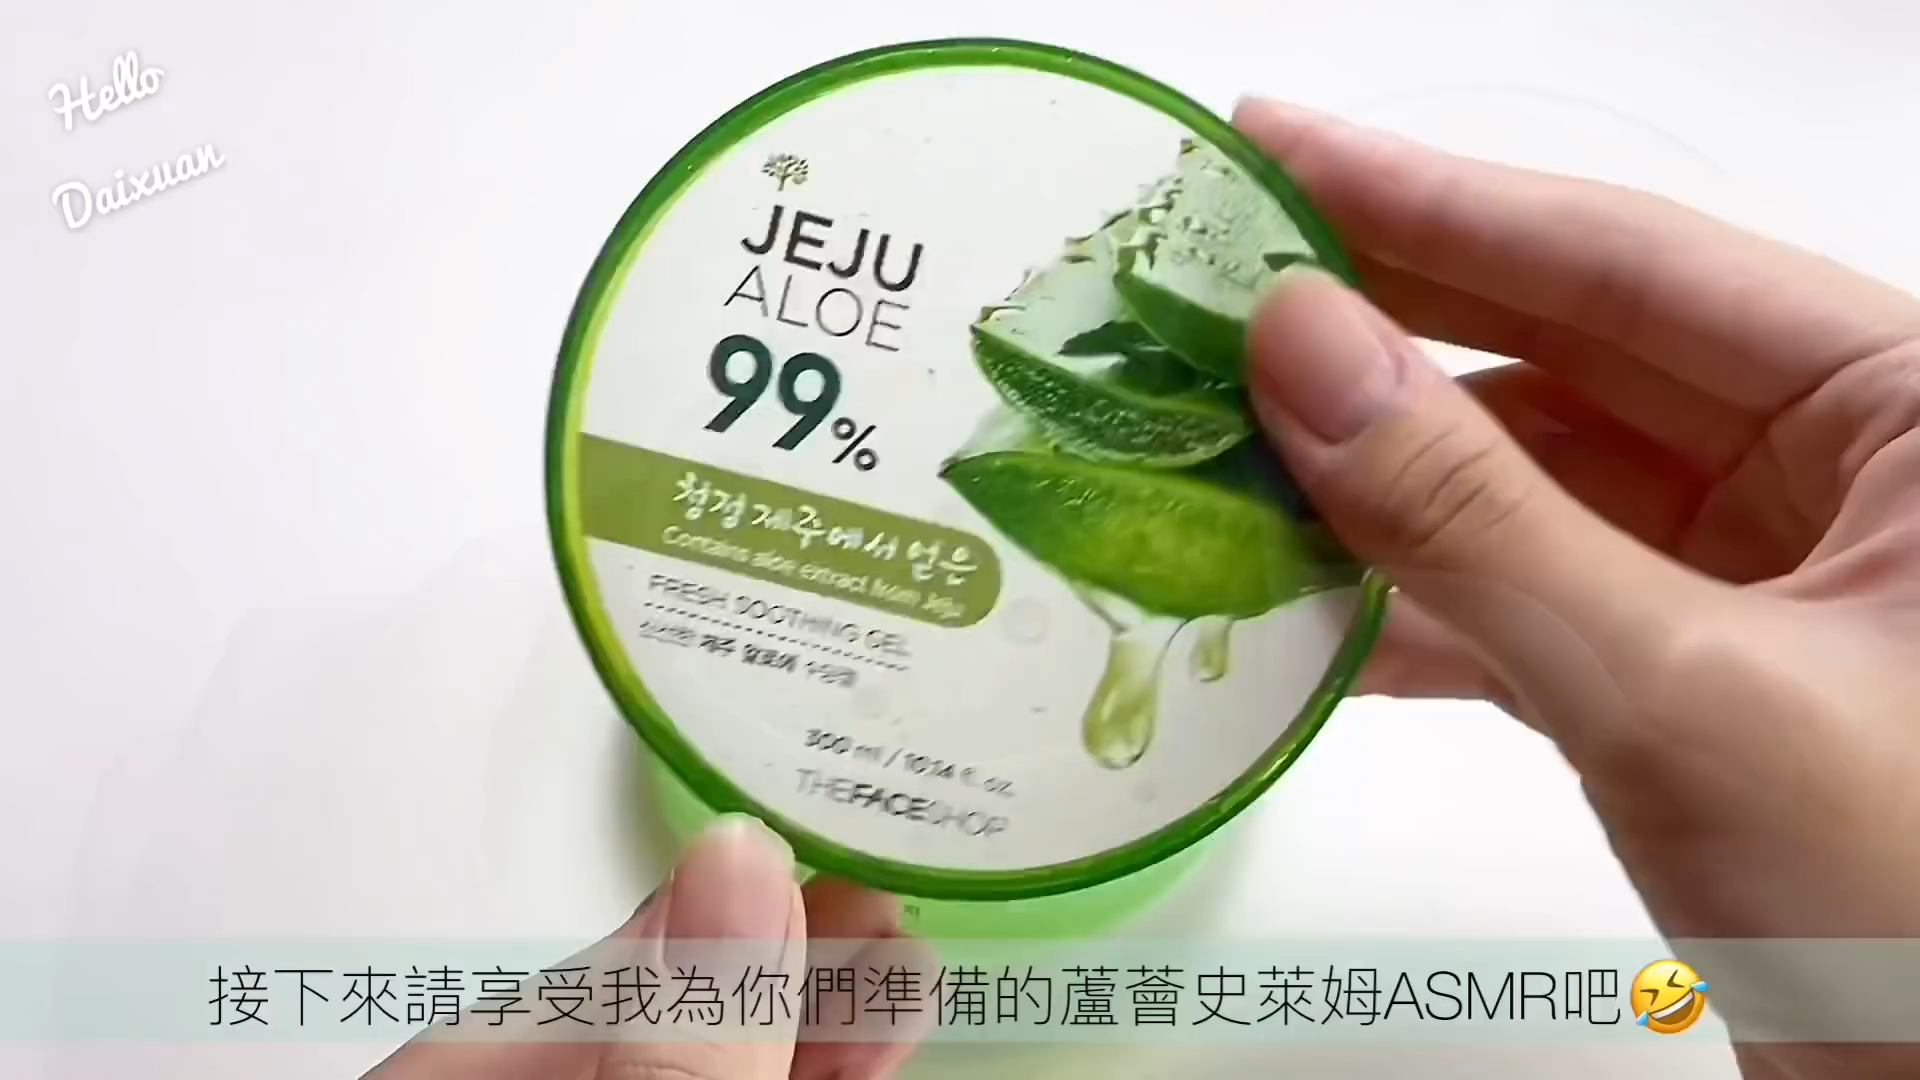 Hello
Daixuan
JEJU
ALOE
99%
청정 제주에서 얻은
Contains aloe extract from Jeju
FRESH SOOTHING GEL
300 ml / 10.14 fl. oz.
THEFACESHOP
接下來請享受我為你們準備的蘆薈史萊姆ASMR吧🤣